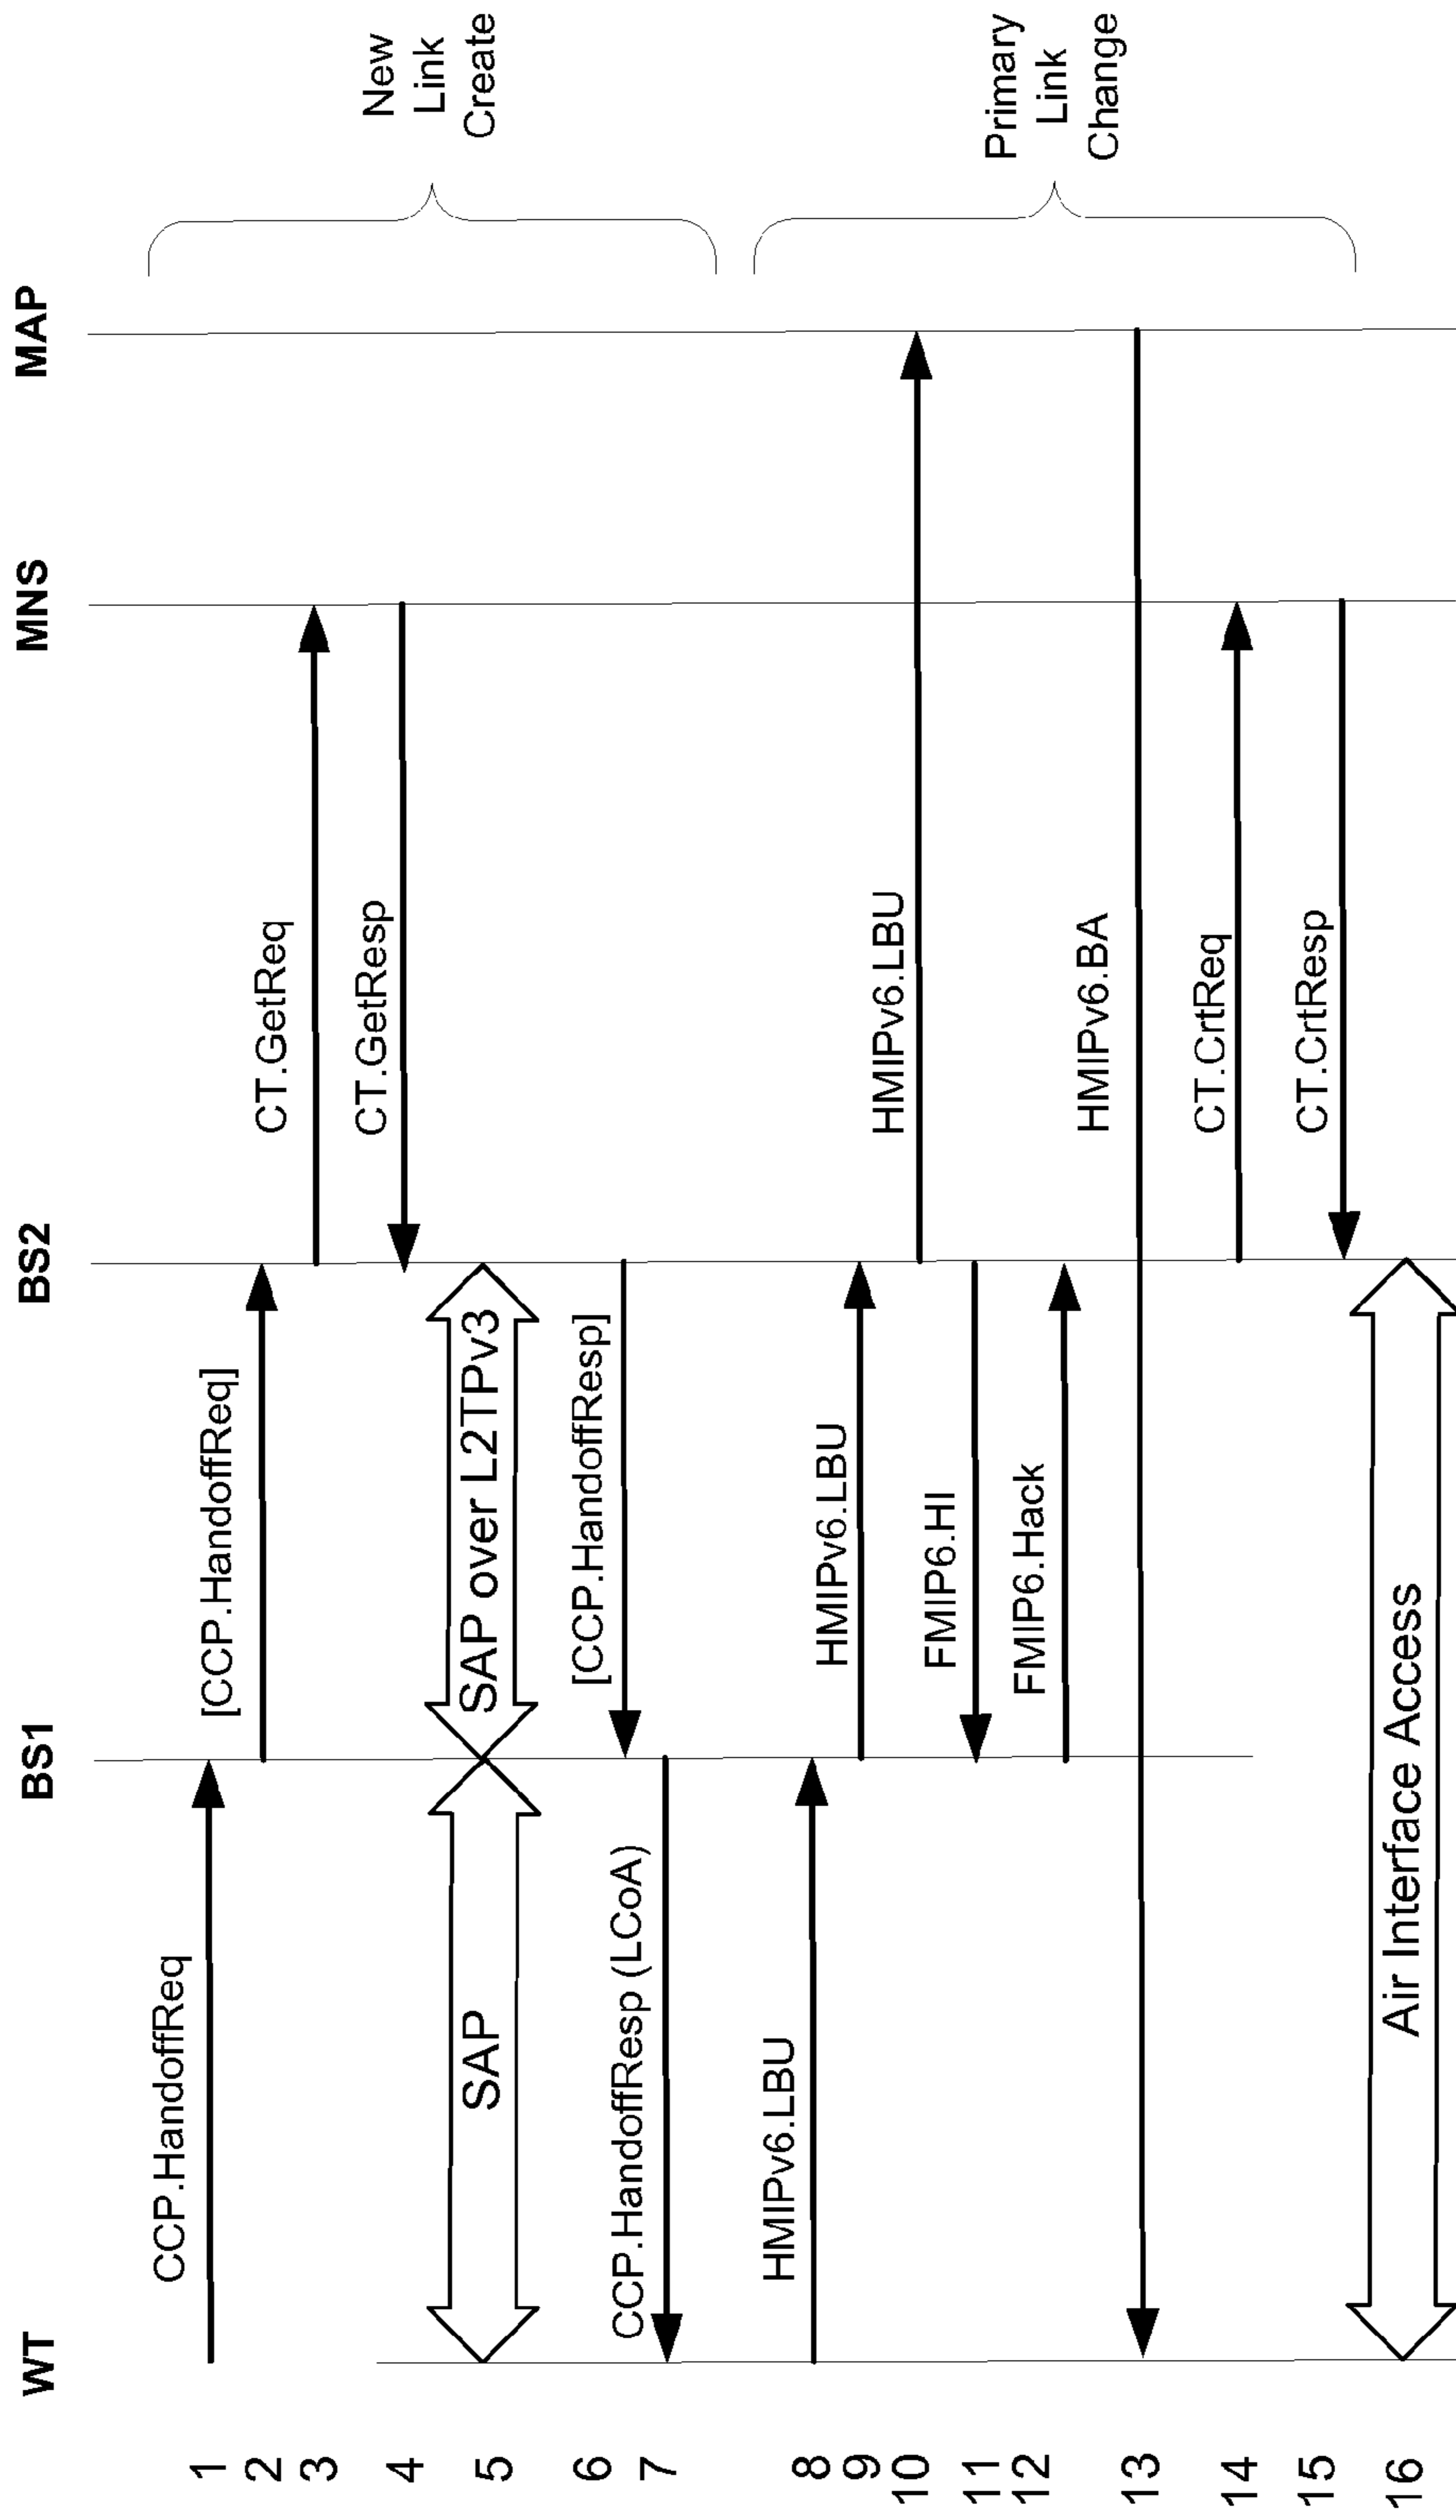 WT
BS1
BS2
MNS
MAP
1
CCP.HandoffReq
2
[CCP.HandoffReq]
3
CT.GetReq
4
CT.GetResp
5
SAP
SAP over L2TPv3
6
[CCP.HandoffResp]
7
CCP.HandoffResp (LCoA)
New
Link
Create
8
HMIPv6.LBU
9
HMIPv6.LBU
10
HMIPv6.LBU
11
FMIP6.HI
12
FMIP6.Hack
13
HMIPv6.BA
14
CT.CrtReq
15
CT.CrtResp
Primary
Link
Change
16
Air Interface Access